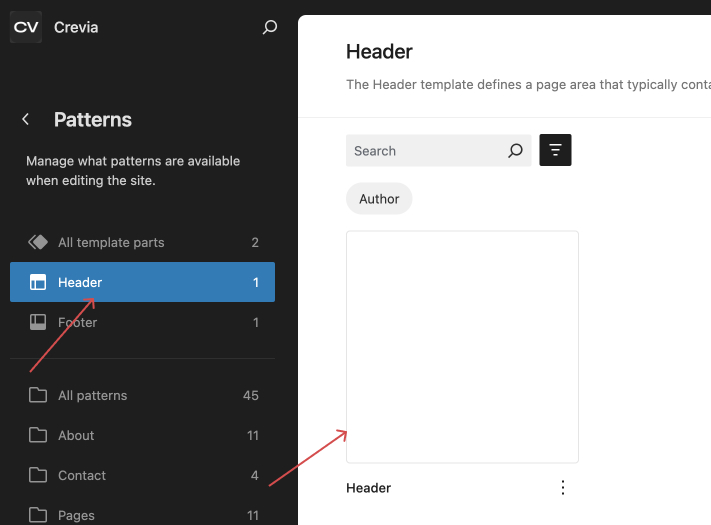 CV Crevia
Patterns
Manage what patterns are available
when editing the site.
All template parts 2
Header 1
Footer 1
All patterns 45
About 11
Contact 4
Pages 11
Header
The Header template defines a page area that typically conta
Search
Author
Header